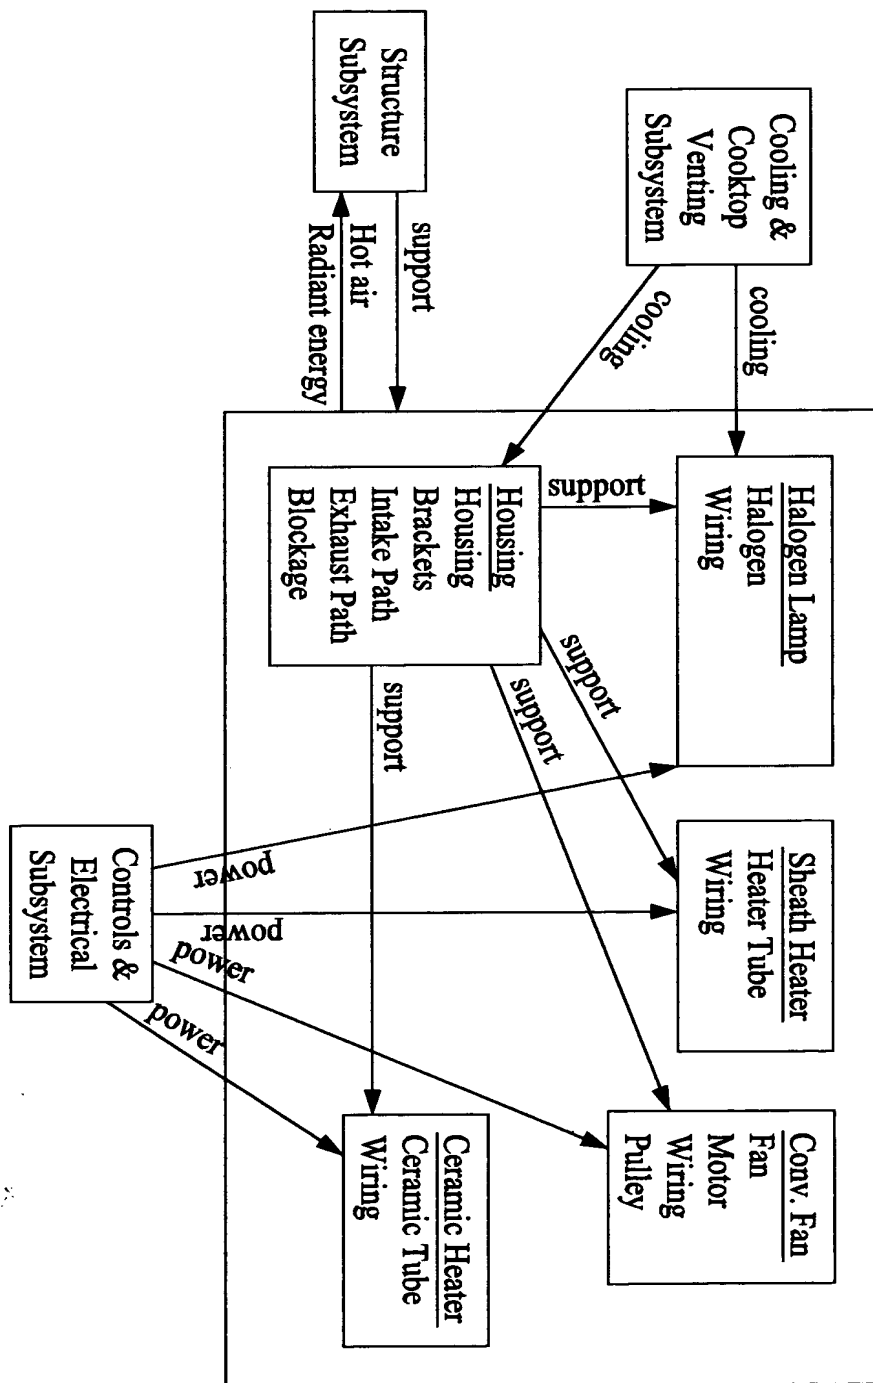 Structure
Subsystem
Cooling &
Cooktop
Venting
Subsystem
support
Hot air
Radiant energy
cooling
cooling
Housing
Housing
Brackets
Intake Path
Exhaust Path
Blockage
support
Halogen Lamp
Halogen
Wiring
support
support
support
Sheath Heater
Heater Tube
Wiring
Controls &
Electrical
Subsystem
power
power
power
power
Conv. Fan
Fan
Motor
Wiring
Pulley
Ceramic Heater
Ceramic Tube
Wiring